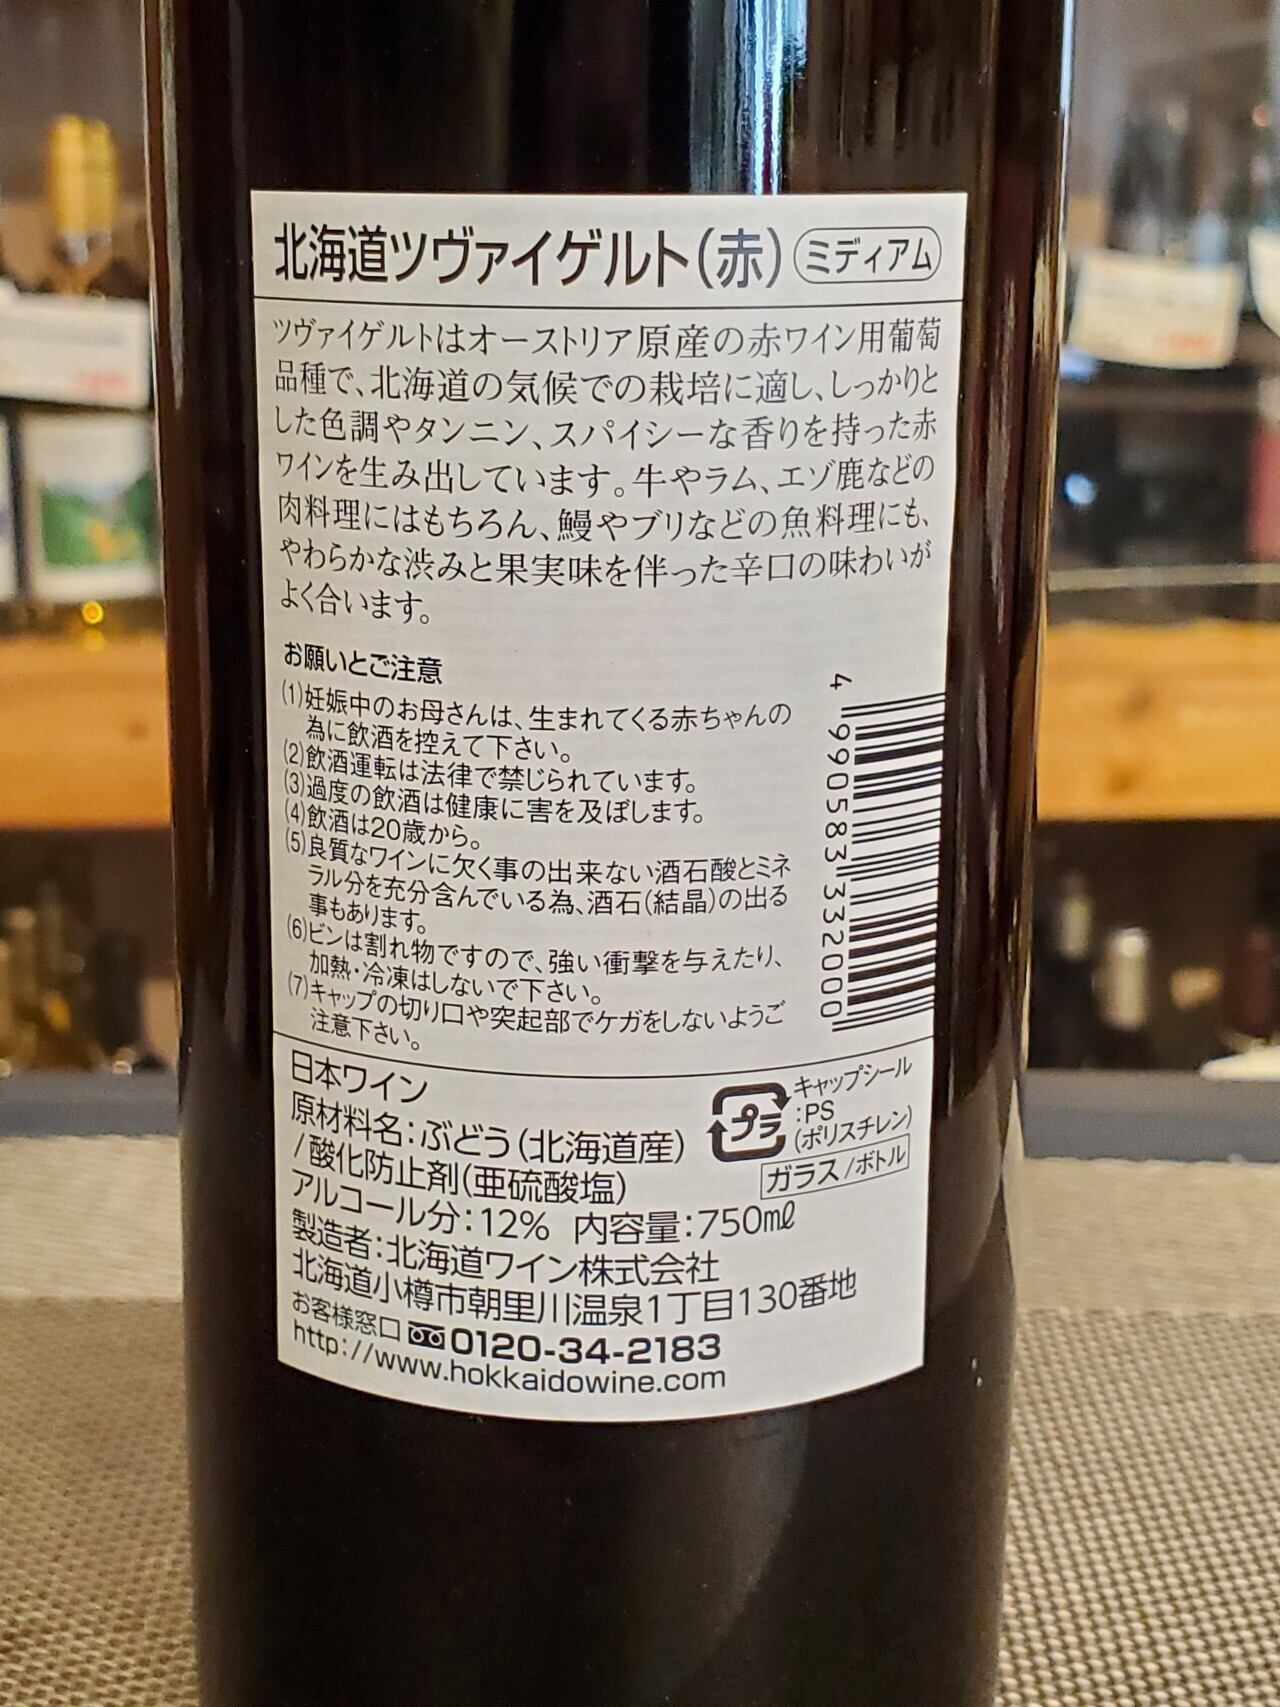 北海道ツヴァイゲルト(赤) ミディアム
ツヴァイゲルトはオーストリア原産の赤ワイン用葡萄
品種で、北海道の気候での栽培に適し、しっかりと
した色調やタンニン、スパイシーな香りを持った赤
ワインを生み出しています。牛やラム、エゾ鹿などの
肉料理にはもちろん、鰻やブリなどの魚料理にも、
やわらかな渋みと果実味を伴った辛口の味わいが
よく合います。
お願いとご注意
(1)妊娠中のお母さんは、生まれてくる赤ちゃんの
為に飲酒を控えて下さい。
(2)飲酒運転は法律で禁じられています。
(3)過度の飲酒は健康に害を及ぼします。
(4)飲酒は20歳から。
(5)良質なワインに欠く事の出来ない酒石酸とミネ
ラル分を充分含んでいる為、酒石(結晶)の出る
事もあります。
(6)ビンは割れ物ですので、強い衝撃を与えたり、
加熱・冷凍はしないで下さい。
(7)キャップの切り口や突起部でケガをしないようご
注意下さい。
4 990583 332000
日本ワイン
原材料名:ぶどう(北海道産)
/酸化防止剤(亜硫酸塩)
アルコール分:12% 内容量:750mℓ
製造者:北海道ワイン株式会社
北海道小樽市朝里川温泉1丁目130番地
お客様窓口 0120-34-2183
http://www.hokkaidowine.com
プラ
キャップシール
:PS
(ポリスチレン)
ガラス/ボトル